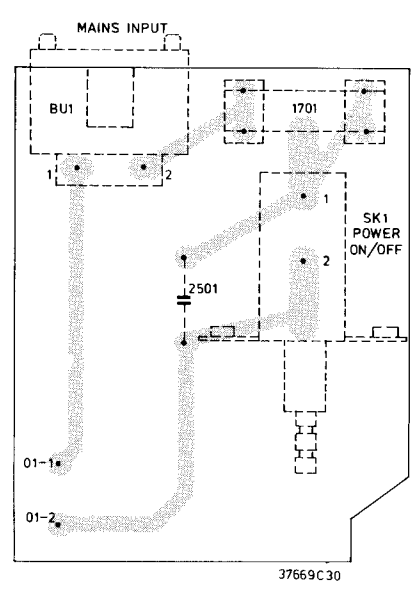 MAINS INPUT
BU1
1701
1
2
1
SK1
POWER
ON/OFF
2
2501
01-1
01-2
37669C30